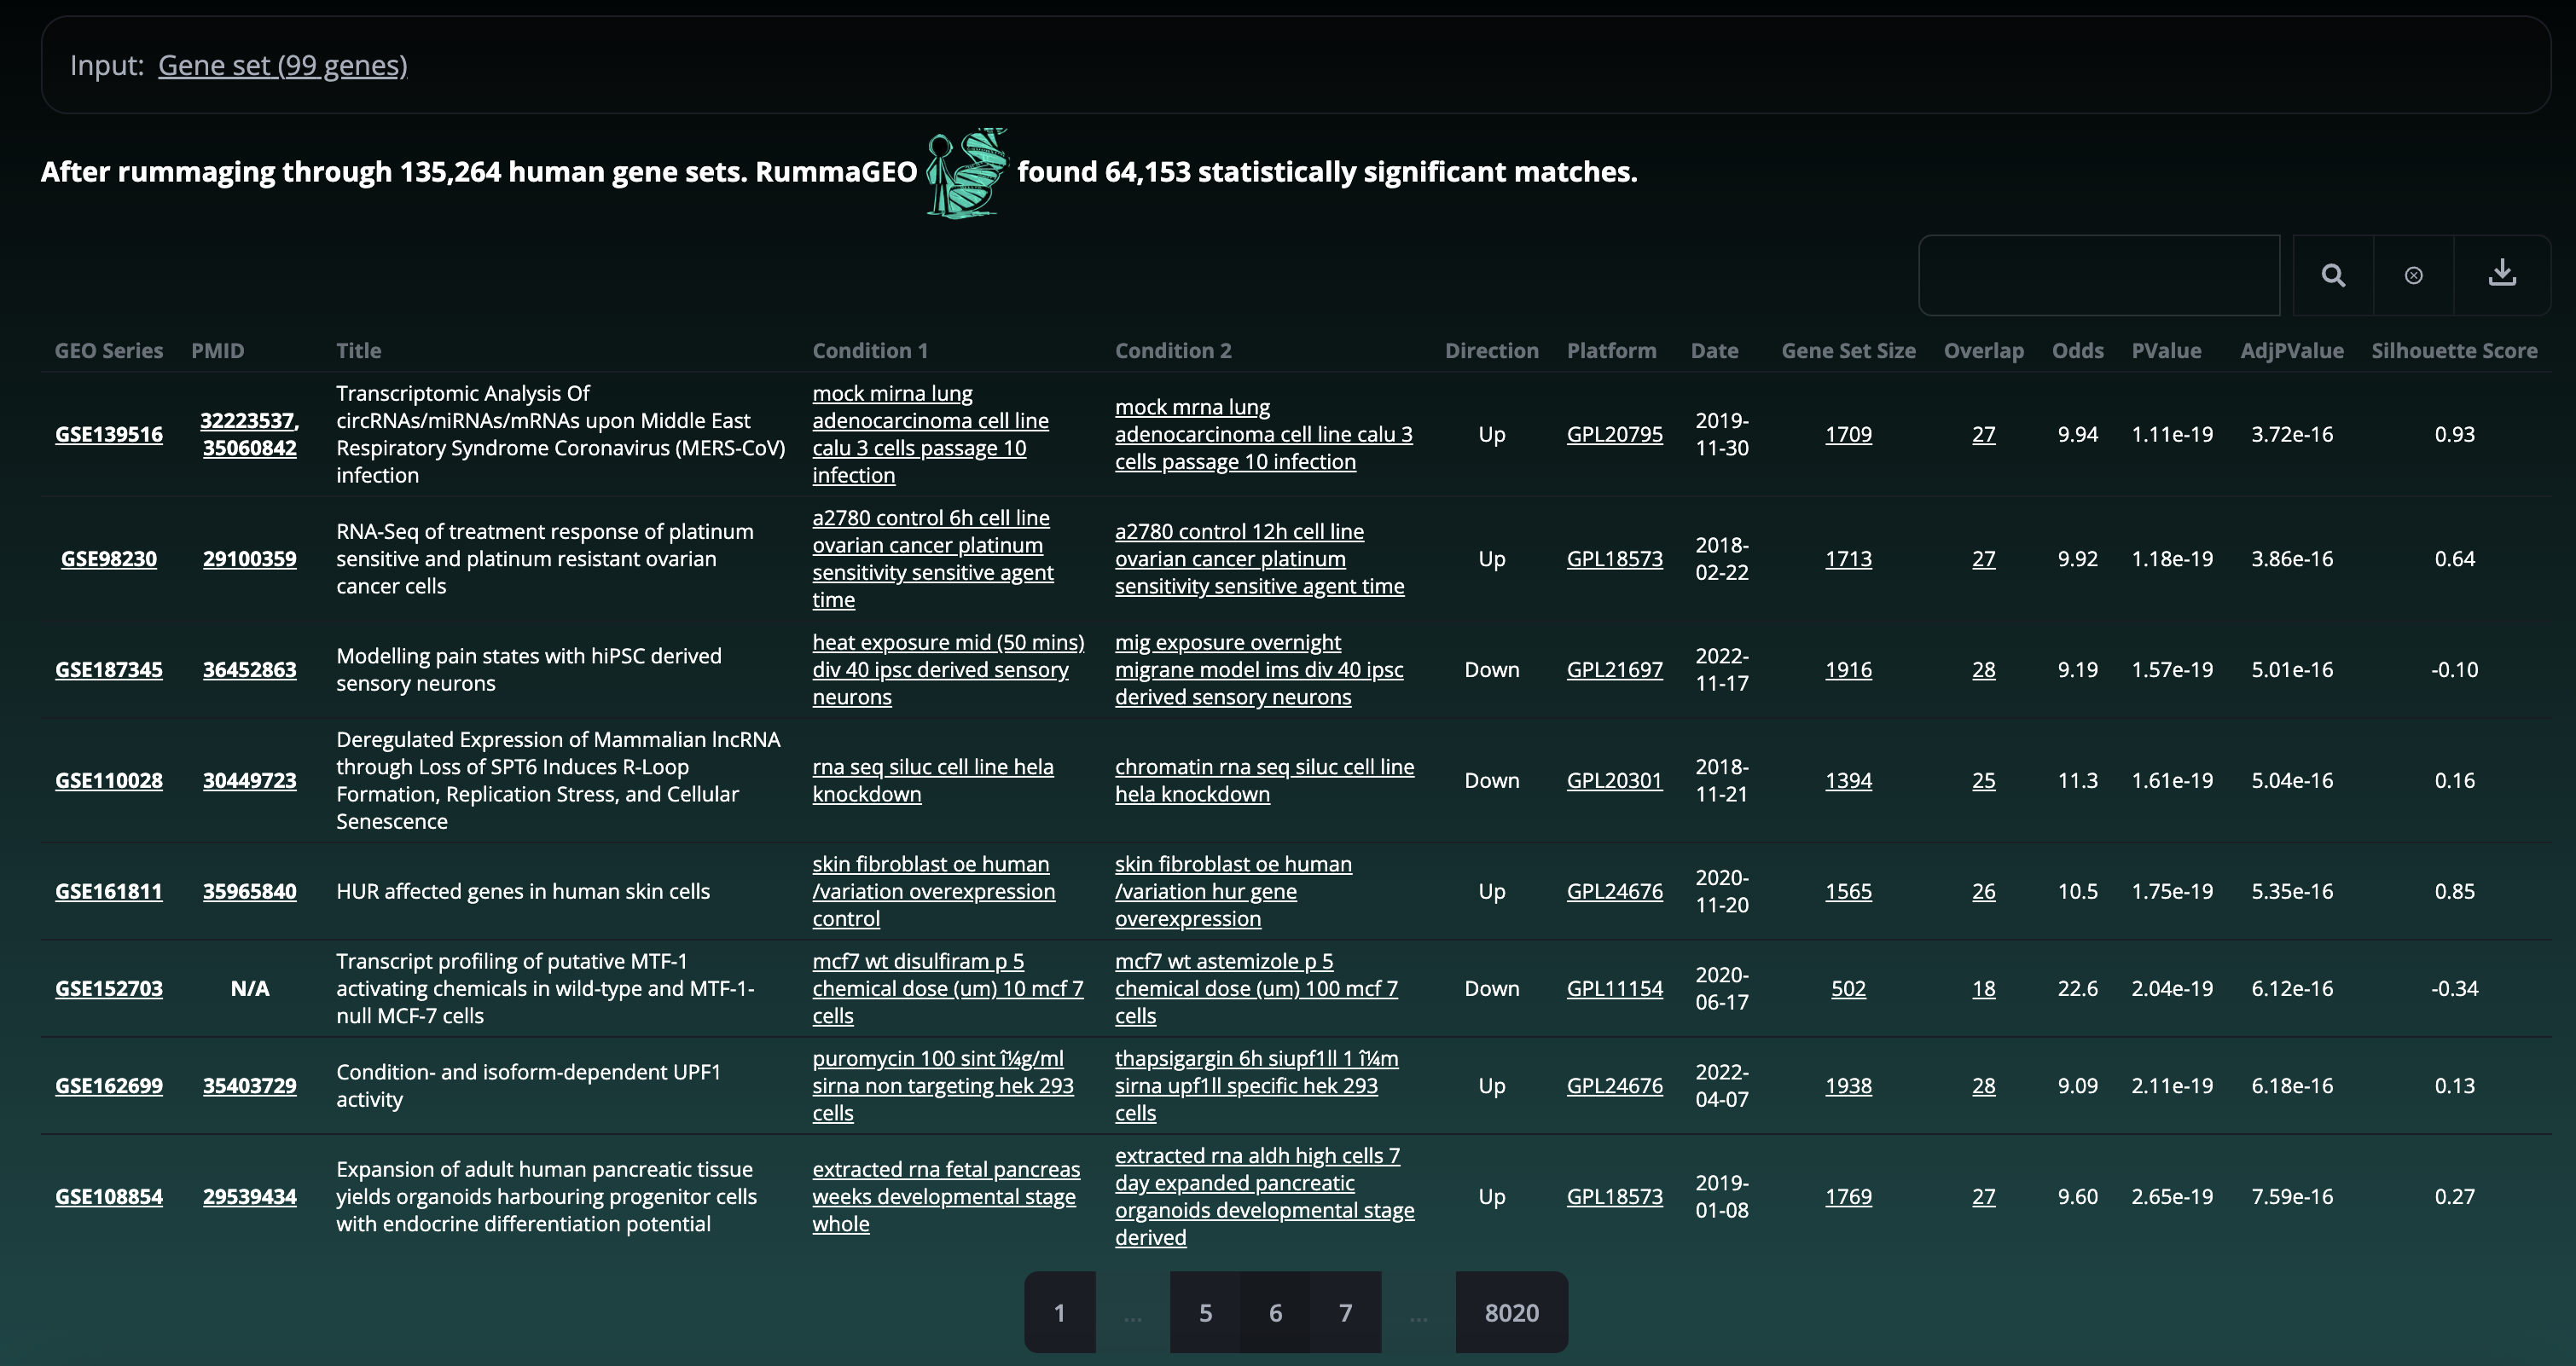 Input: Gene set (99 genes)
After rummaging through 135,264 human gene sets. RummaGEO found 64,153 statistically significant matches.
GEO Series PMID Title Condition 1 Condition 2 Direction Platform Date Gene Set Size Overlap Odds PValue AdjPValue Silhouette Score
GSE139516
32223537,
35060842
Transcriptomic Analysis Of
circRNAs/miRNAs/mRNAs upon Middle East
Respiratory Syndrome Coronavirus (MERS-CoV)
infection
mock mirna lung
adenocarcinoma cell line
calu 3 cells passage 10
infection
mock mrna lung
adenocarcinoma cell line calu 3
cells passage 10 infection
Up
GPL20795
2019-
11-30
1709
27
9.94
1.11e-19
3.72e-16
0.93
GSE98230
29100359
RNA-Seq of treatment response of platinum
sensitive and platinum resistant ovarian
cancer cells
a2780 control 6h cell line
ovarian cancer platinum
sensitivity sensitive agent
time
a2780 control 12h cell line
ovarian cancer platinum
sensitivity sensitive agent time
Up
GPL18573
2018-
02-22
1713
27
9.92
1.18e-19
3.86e-16
0.64
GSE187345
36452863
Modelling pain states with hiPSC derived
sensory neurons
heat exposure mid (50 mins)
div 40 ipsc derived sensory
neurons
mig exposure overnight
migrane model ims div 40 ipsc
derived sensory neurons
Down
GPL21697
2022-
11-17
1916
28
9.19
1.57e-19
5.01e-16
-0.10
GSE110028
30449723
Deregulated Expression of Mammalian lncRNA
through Loss of SPT6 Induces R-Loop
Formation, Replication Stress, and Cellular
Senescence
rna seq siluc cell line hela
knockdown
chromatin rna seq siluc cell line
hela knockdown
Down
GPL20301
2018-
11-21
1394
25
11.3
1.61e-19
5.04e-16
0.16
GSE161811
35965840
HUR affected genes in human skin cells
skin fibroblast oe human
/variation overexpression
control
skin fibroblast oe human
/variation hur gene
overexpression
Up
GPL24676
2020-
11-20
1565
26
10.5
1.75e-19
5.35e-16
0.85
GSE152703
N/A
Transcript profiling of putative MTF-1
activating chemicals in wild-type and MTF-1-
null MCF-7 cells
mcf7 wt disulfiram p 5
chemical dose (um) 10 mcf 7
cells
mcf7 wt astemizole p 5
chemical dose (um) 100 mcf 7
cells
Down
GPL11154
2020-
06-17
502
18
22.6
2.04e-19
6.12e-16
-0.34
GSE162699
35403729
Condition- and isoform-dependent UPF1
activity
puromycin 100 sint î¼g/ml
sirna non targeting hek 293
cells
thapsigargin 6h siupf1ll 1 î¼m
sirna upf1ll specific hek 293
cells
Up
GPL24676
2022-
04-07
1938
28
9.09
2.11e-19
6.18e-16
0.13
GSE108854
29539434
Expansion of adult human pancreatic tissue
yields organoids harbouring progenitor cells
with endocrine differentiation potential
extracted rna fetal pancreas
weeks developmental stage
whole
extracted rna aldh high cells 7
day expanded pancreatic
organoids developmental stage
derived
Up
GPL18573
2019-
01-08
1769
27
9.60
2.65e-19
7.59e-16
0.27
1 ... 5 6 7 ... 8020